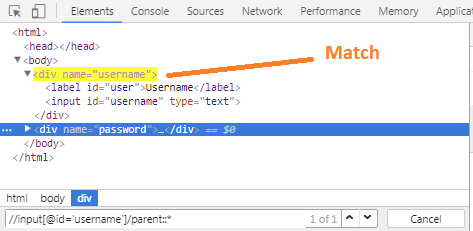 Elements Console Sources Network Performance Memory
<html>
<head></head>
<body>
<div name="username">
<label id="user">Username</label>
<input id="username" type="text">
</div>
<div name="password">…</div> == $0
</body>
</html>
Match
html body div
//input[@id='username']/parent::* 1 of 1 Cancel